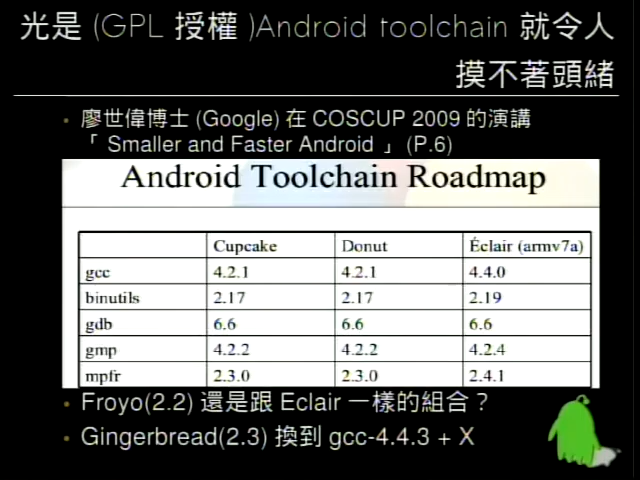 光是 (GPL 授權 )Android toolchain 就令人
摸不著頭緒
• 廖世偉博士 (Google) 在 COSCUP 2009 的演講
「 Smaller and Faster Android 」 (P.6)
Android Toolchain Roadmap
Cupcake Donut Éclair (armv7a)
gcc 4.2.1 4.2.1 4.4.0
binutils 2.17 2.17 2.19
gdb 6.6 6.6 6.6
gmp 4.2.2 4.2.2 4.2.4
mpfr 2.3.0 2.3.0 2.4.1
• Froyo(2.2) 還是跟 Eclair 一樣的組合？
• Gingerbread(2.3) 換到 gcc-4.4.3 + X